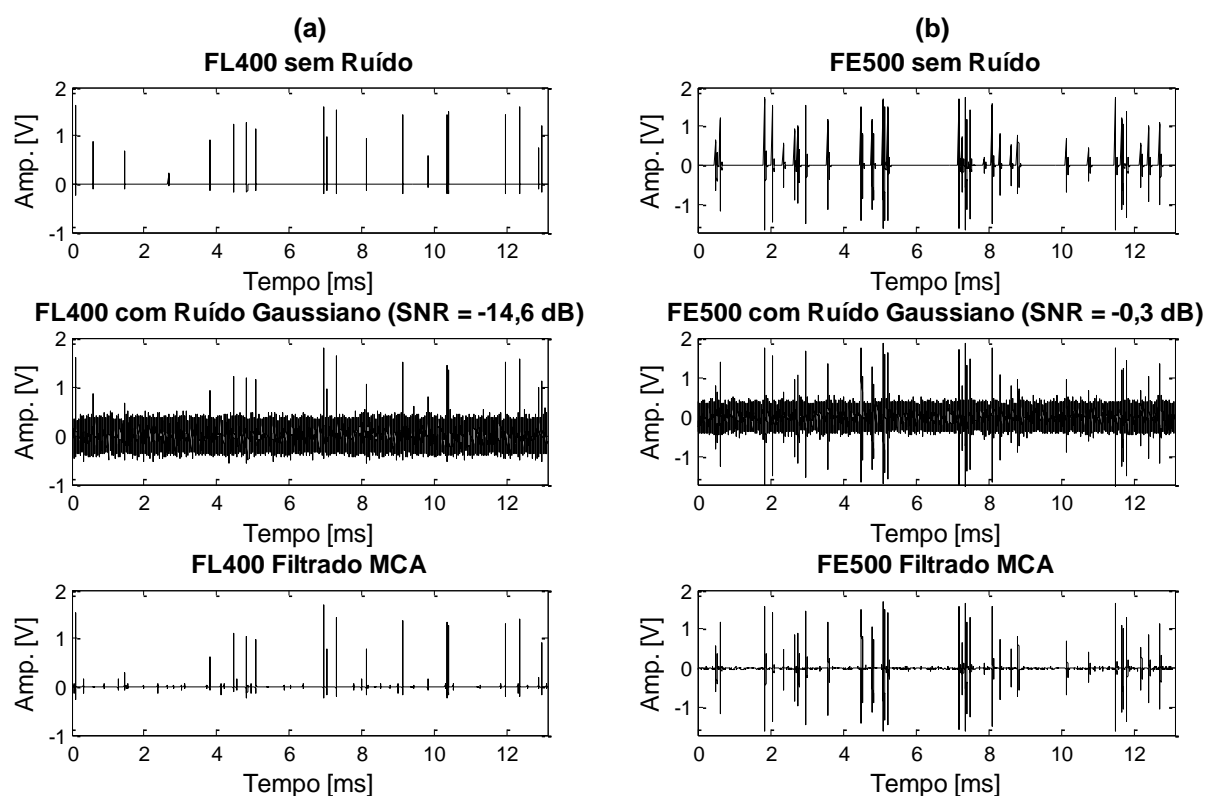 (a)
FL400 sem Ruído
Amp. [V]
2
1
0
-1
0 2 4 6 8 10 12
Tempo [ms]
FL400 com Ruído Gaussiano (SNR = -14,6 dB)
Amp. [V]
2
1
0
-1
0 2 4 6 8 10 12
Tempo [ms]
FL400 Filtrado MCA
Amp. [V]
2
1
0
-1
0 2 4 6 8 10 12
Tempo [ms]
(b)
FE500 sem Ruído
Amp. [V]
2
1
0
-1
0 2 4 6 8 10 12
Tempo [ms]
FE500 com Ruído Gaussiano (SNR = -0,3 dB)
Amp. [V]
2
1
0
-1
0 2 4 6 8 10 12
Tempo [ms]
FE500 Filtrado MCA
Amp. [V]
2
1
0
-1
0 2 4 6 8 10 12
Tempo [ms]